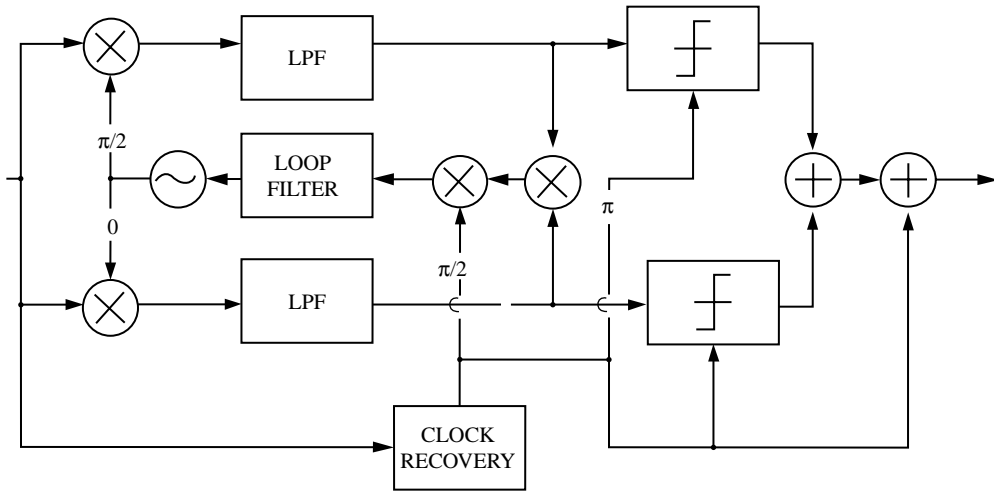 LPF
π/2
LOOP
FILTER
π
0
π/2
LPF
CLOCK
RECOVERY